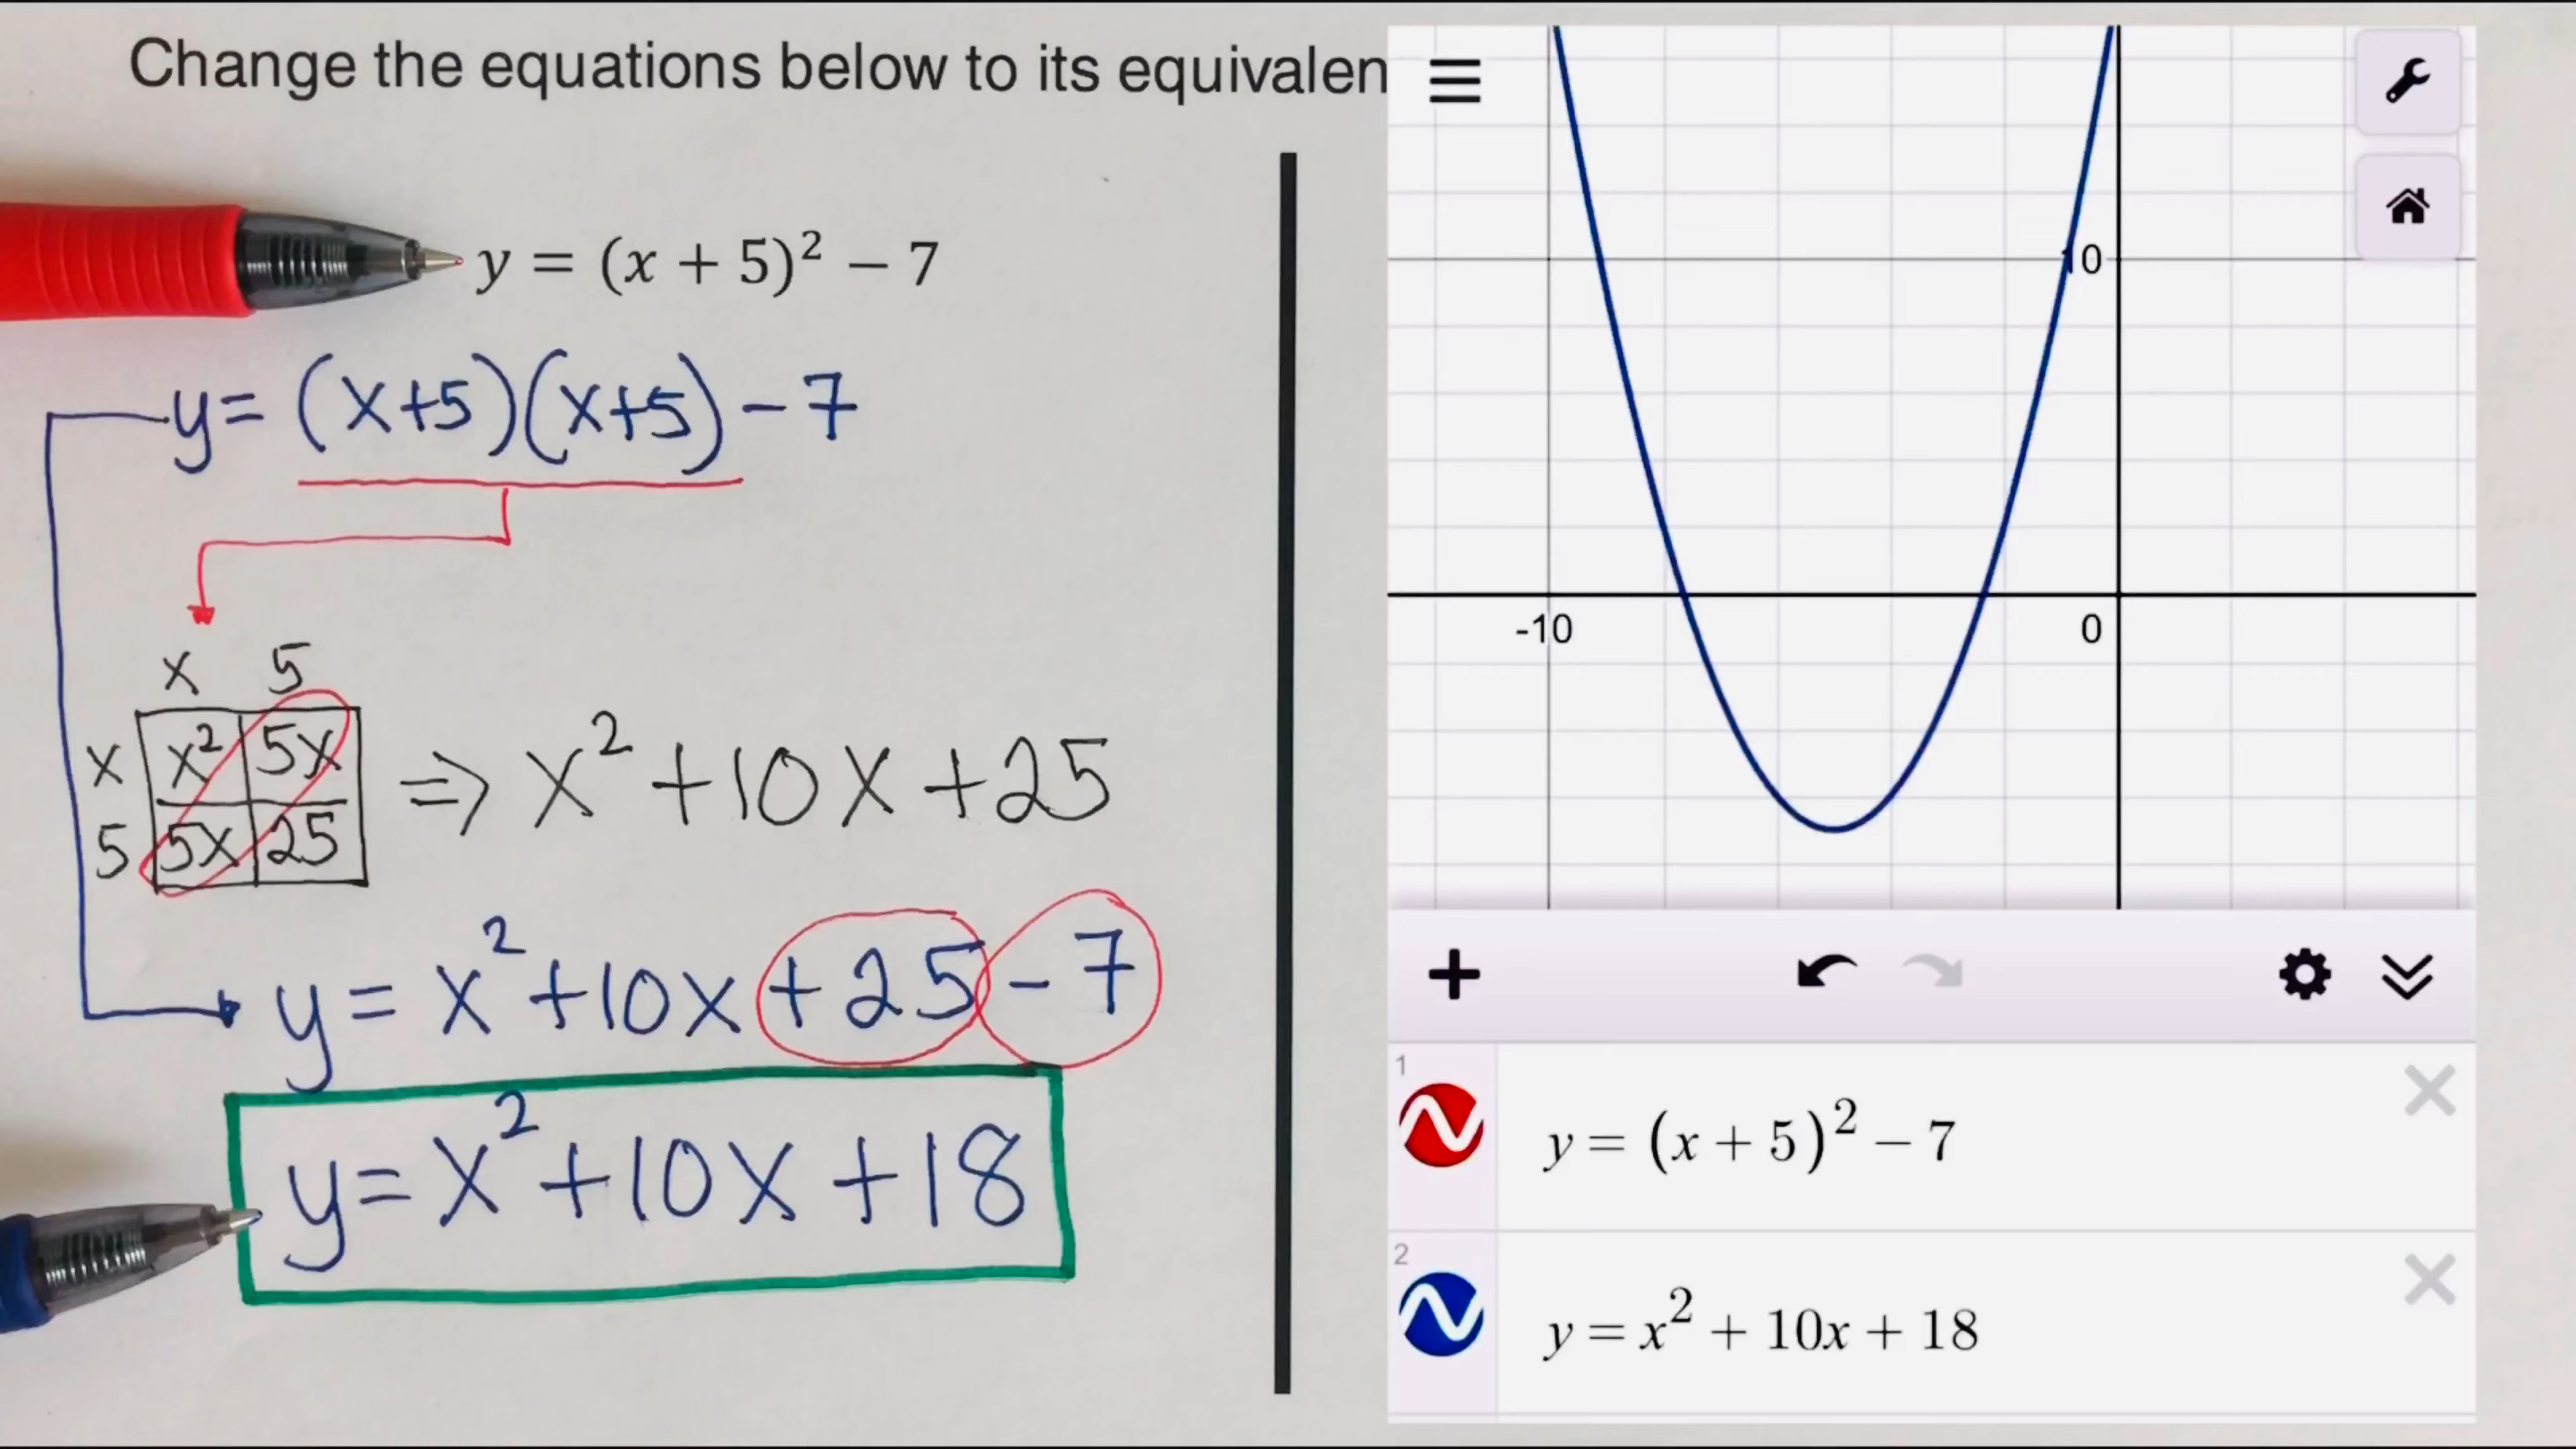 Change the equations below to its equivalen
y = (x + 5)² − 7
y= (x+5)(x+5) − 7
x 5
x x² 5x
5 5x 25
⇒ x² +10x +25
y = x² +10x +25 − 7
y = x² +10x +18
10
-10 0
1
y = (x + 5)² − 7
2
y = x² + 10x + 18